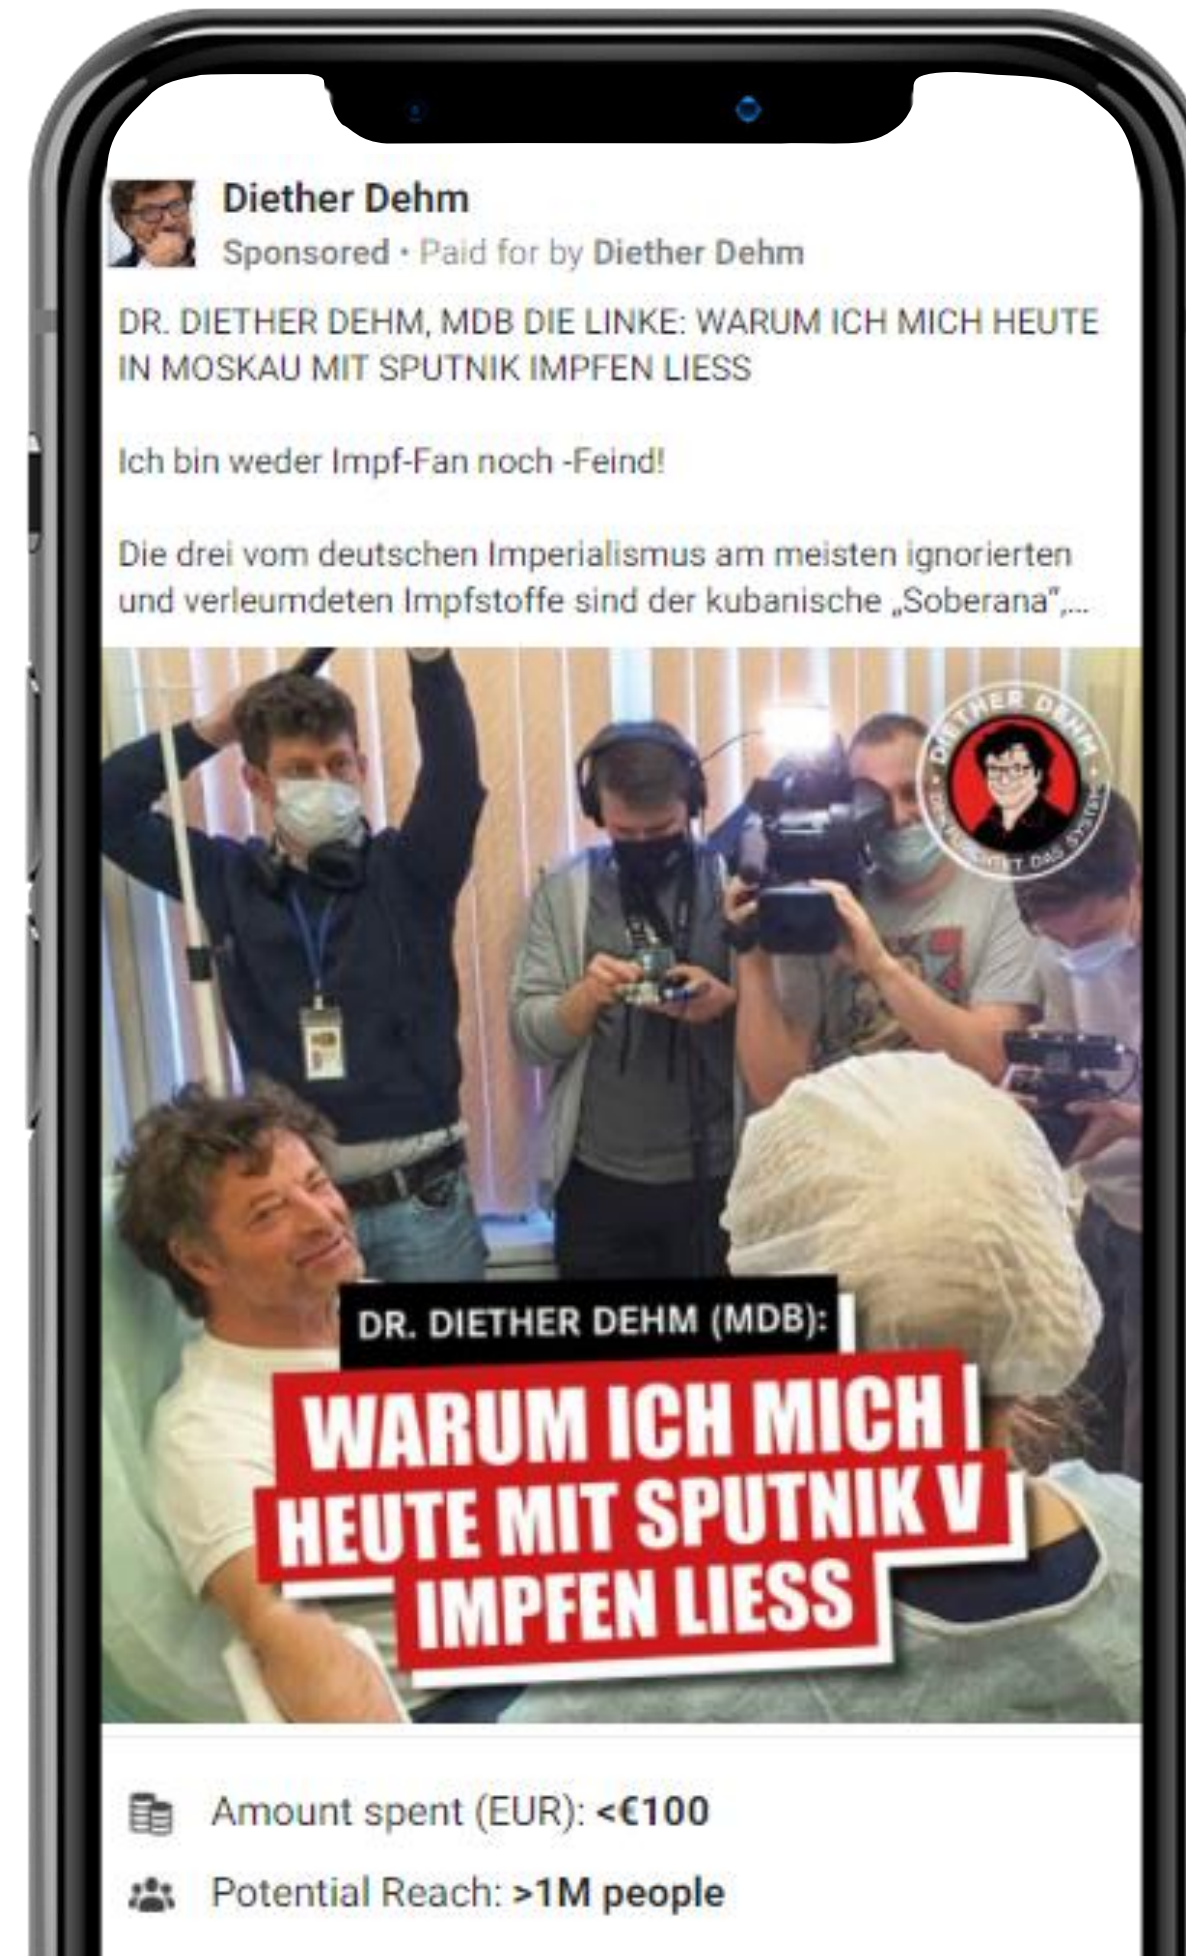 Diether Dehm
Sponsored • Paid for by Diether Dehm
DR. DIETHER DEHM, MDB DIE LINKE: WARUM ICH MICH HEUTE
IN MOSKAU MIT SPUTNIK IMPFEN LIESS
Ich bin weder Impf-Fan noch -Feind!
Die drei vom deutschen Imperialismus am meisten ignorierten
und verleumdeten Impfstoffe sind der kubanische „Soberana“,...
• DIETHER DEHM •
DAS SYSTEM
DR. DIETHER DEHM (MDB):
WARUM ICH MICH
HEUTE MIT SPUTNIK V
IMPFEN LIESS
Amount spent (EUR): <€100
Potential Reach: >1M people